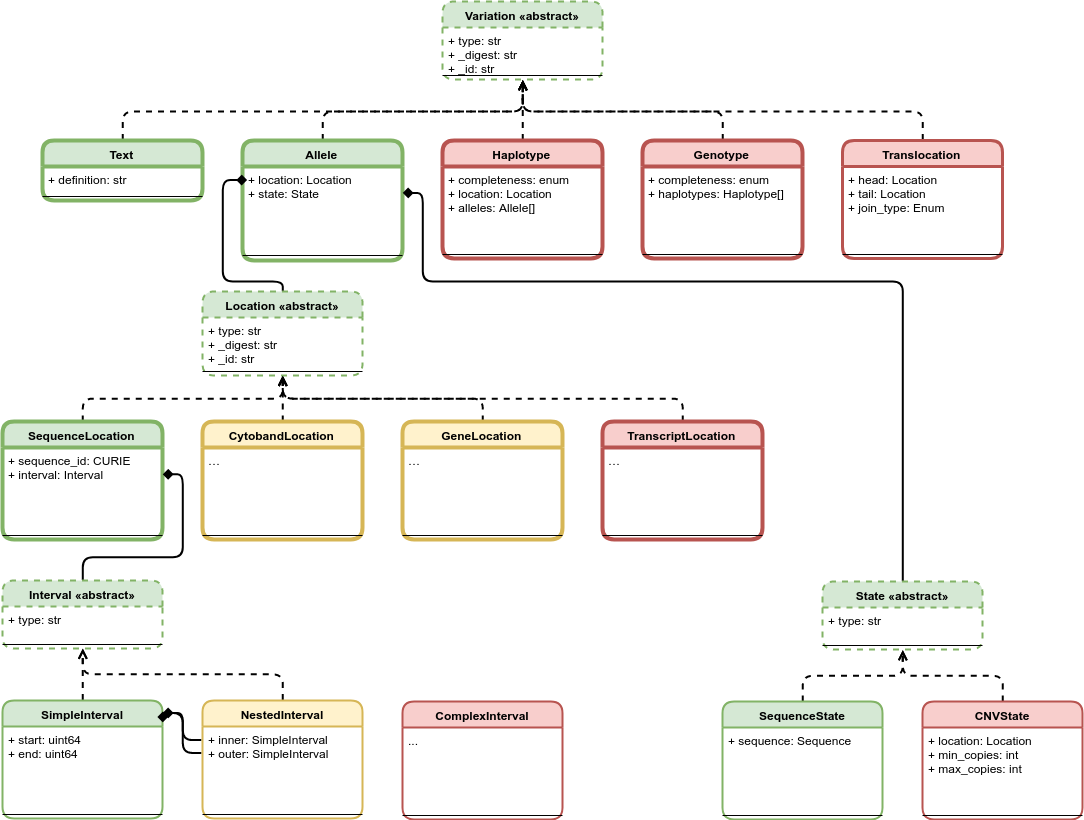 Variation «abstract»
+ type: str
+ _digest: str
+ _id: str
Text
+ definition: str
Allele
+ location: Location
+ state: State
Haplotype
+ completeness: enum
+ location: Location
+ alleles: Allele[]
Genotype
+ completeness: enum
+ haplotypes: Haplotype[]
Translocation
+ head: Location
+ tail: Location
+ join_type: Enum
Location «abstract»
+ type: str
+ _digest: str
+ _id: str
SequenceLocation
+ sequence_id: CURIE
+ interval: Interval
CytobandLocation
...
GeneLocation
...
TranscriptLocation
...
Interval «abstract»
+ type: str
State «abstract»
+ type: str
SimpleInterval
+ start: uint64
+ end: uint64
NestedInterval
+ inner: SimpleInterval
+ outer: SimpleInterval
ComplexInterval
...
SequenceState
+ sequence: Sequence
CNVState
+ location: Location
+ min_copies: int
+ max_copies: int